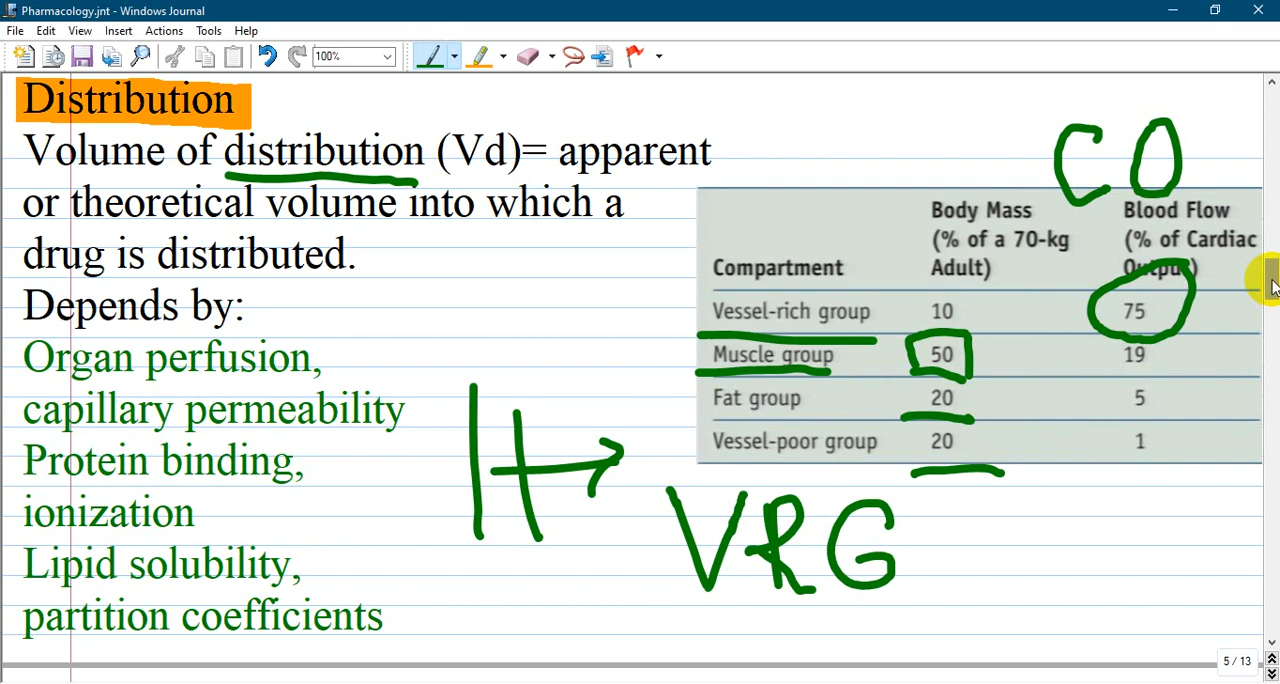 Pharmacology.jnt - Windows Journal
File Edit View Insert Actions Tools Help
100%
Distribution
Volume of distribution (Vd)= apparent
or theoretical volume into which a
drug is distributed.
Depends by:
Organ perfusion,
capillary permeability
Protein binding,
ionization
Lipid solubility,
partition coefficients
CO
Compartment Body Mass (% of a 70-kg Adult) Blood Flow (% of Cardiac Output)
Vessel-rich group 10 75
Muscle group 50 19
Fat group 20 5
Vessel-poor group 20 1
H
VRG
5 / 13